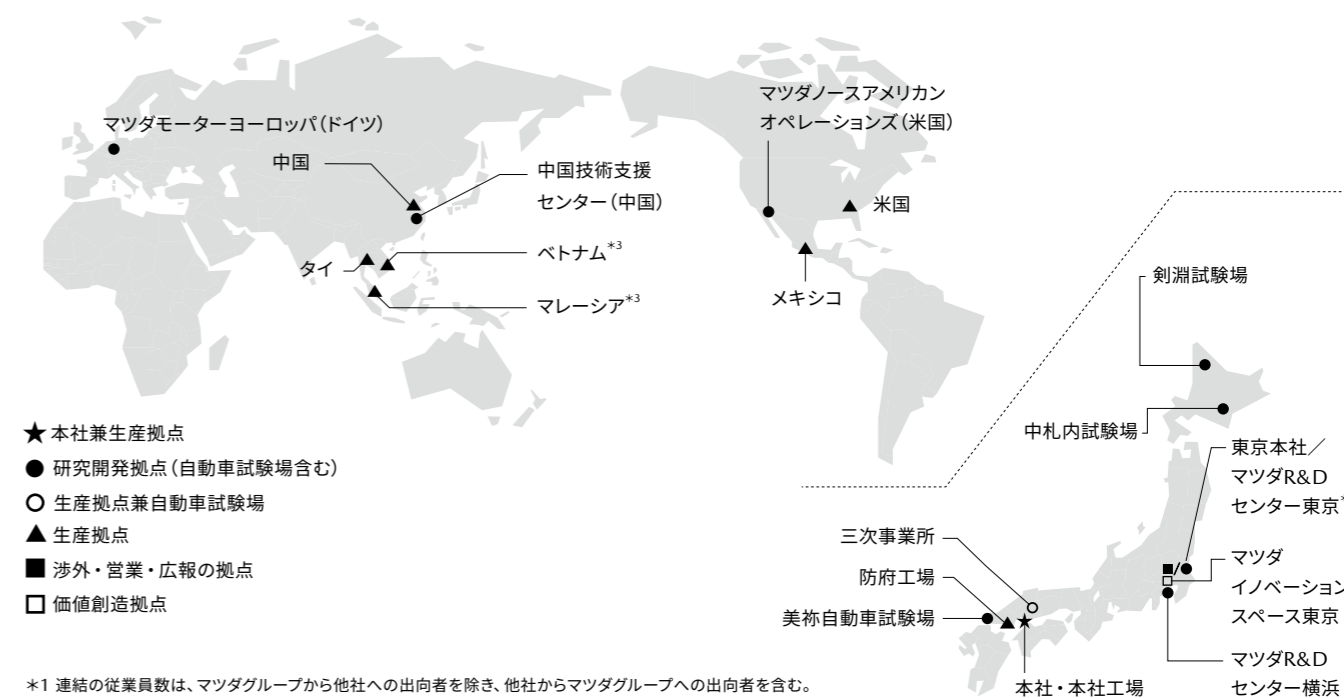 マツダモーターヨーロッパ（ドイツ）
中国
中国技術支援
センター（中国）
ベトナム＊3
タイ
マレーシア＊3
マツダノースアメリカン
オペレーションズ（米国）
米国
メキシコ
剣淵試験場
中札内試験場
東京本社／
マツダR&D
センター東京
マツダ
イノベーション
スペース東京
マツダR&D
センター横浜
三次事業所
防府工場
美祢自動車試験場
本社・本社工場
★ 本社兼生産拠点
● 研究開発拠点（自動車試験場含む）
○ 生産拠点兼自動車試験場
▲ 生産拠点
■ 渉外・営業・広報の拠点
□ 価値創造拠点
＊1 連結の従業員数は、マツダグループから他社への出向者を除き、他社からマツダグループへの出向者を含む。